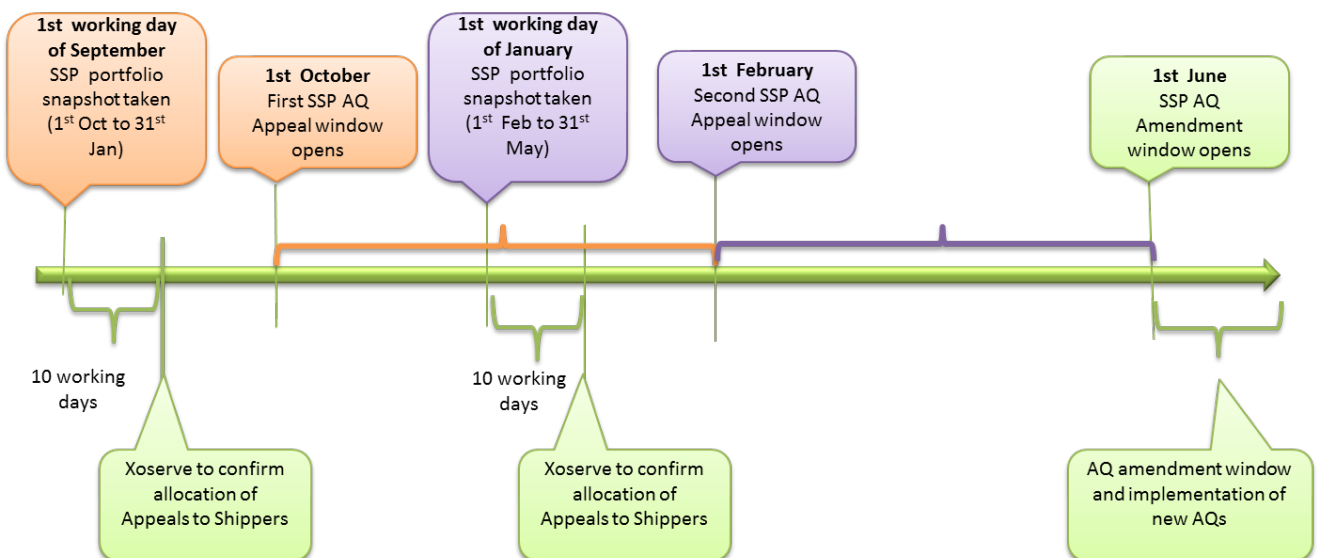 1st working day
of September
SSP portfolio
snapshot taken
(1st Oct to 31st
Jan)
1st October
First SSP AQ
Appeal window
opens
1st working day
of January
SSP portfolio
snapshot taken
(1st Feb to 31st
May)
1st February
Second SSP AQ
Appeal window
opens
1st June
SSP AQ
Amendment
window opens
10 working
days
10 working
days
Xoserve to confirm
allocation of
Appeals to Shippers
Xoserve to confirm
allocation of
Appeals to Shippers
AQ amendment window
and implementation of
new AQs